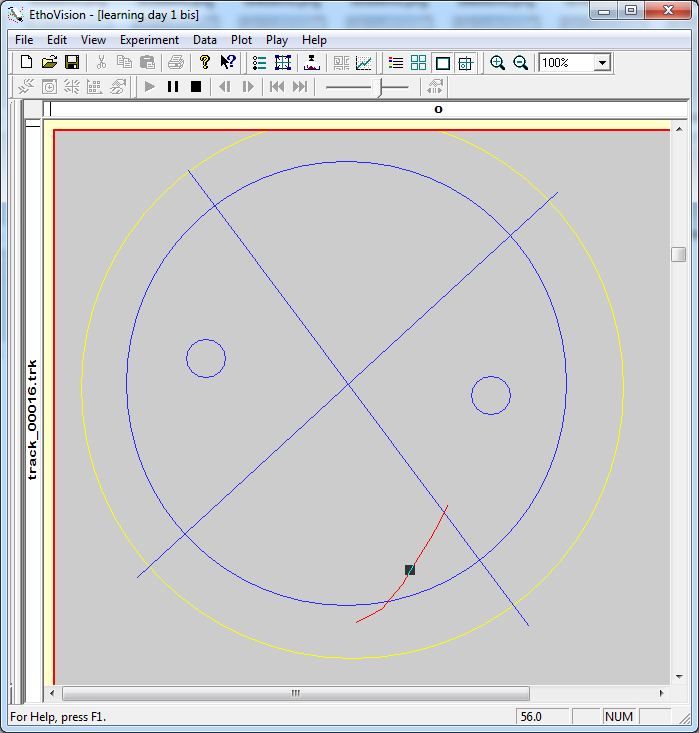 EthoVision - [learning day 1 bis]
File Edit View Experiment Data Plot Play Help
100%
o
track_00016.trk
For Help, press F1.
56.0
NUM